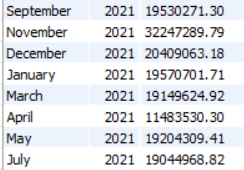 September 2021 19530271.30
November 2021 32247289.79
December 2021 20409063.18
January 2021 19570701.71
March 2021 19149624.92
April 2021 11483530.30
May 2021 19204309.41
July 2021 19044968.82